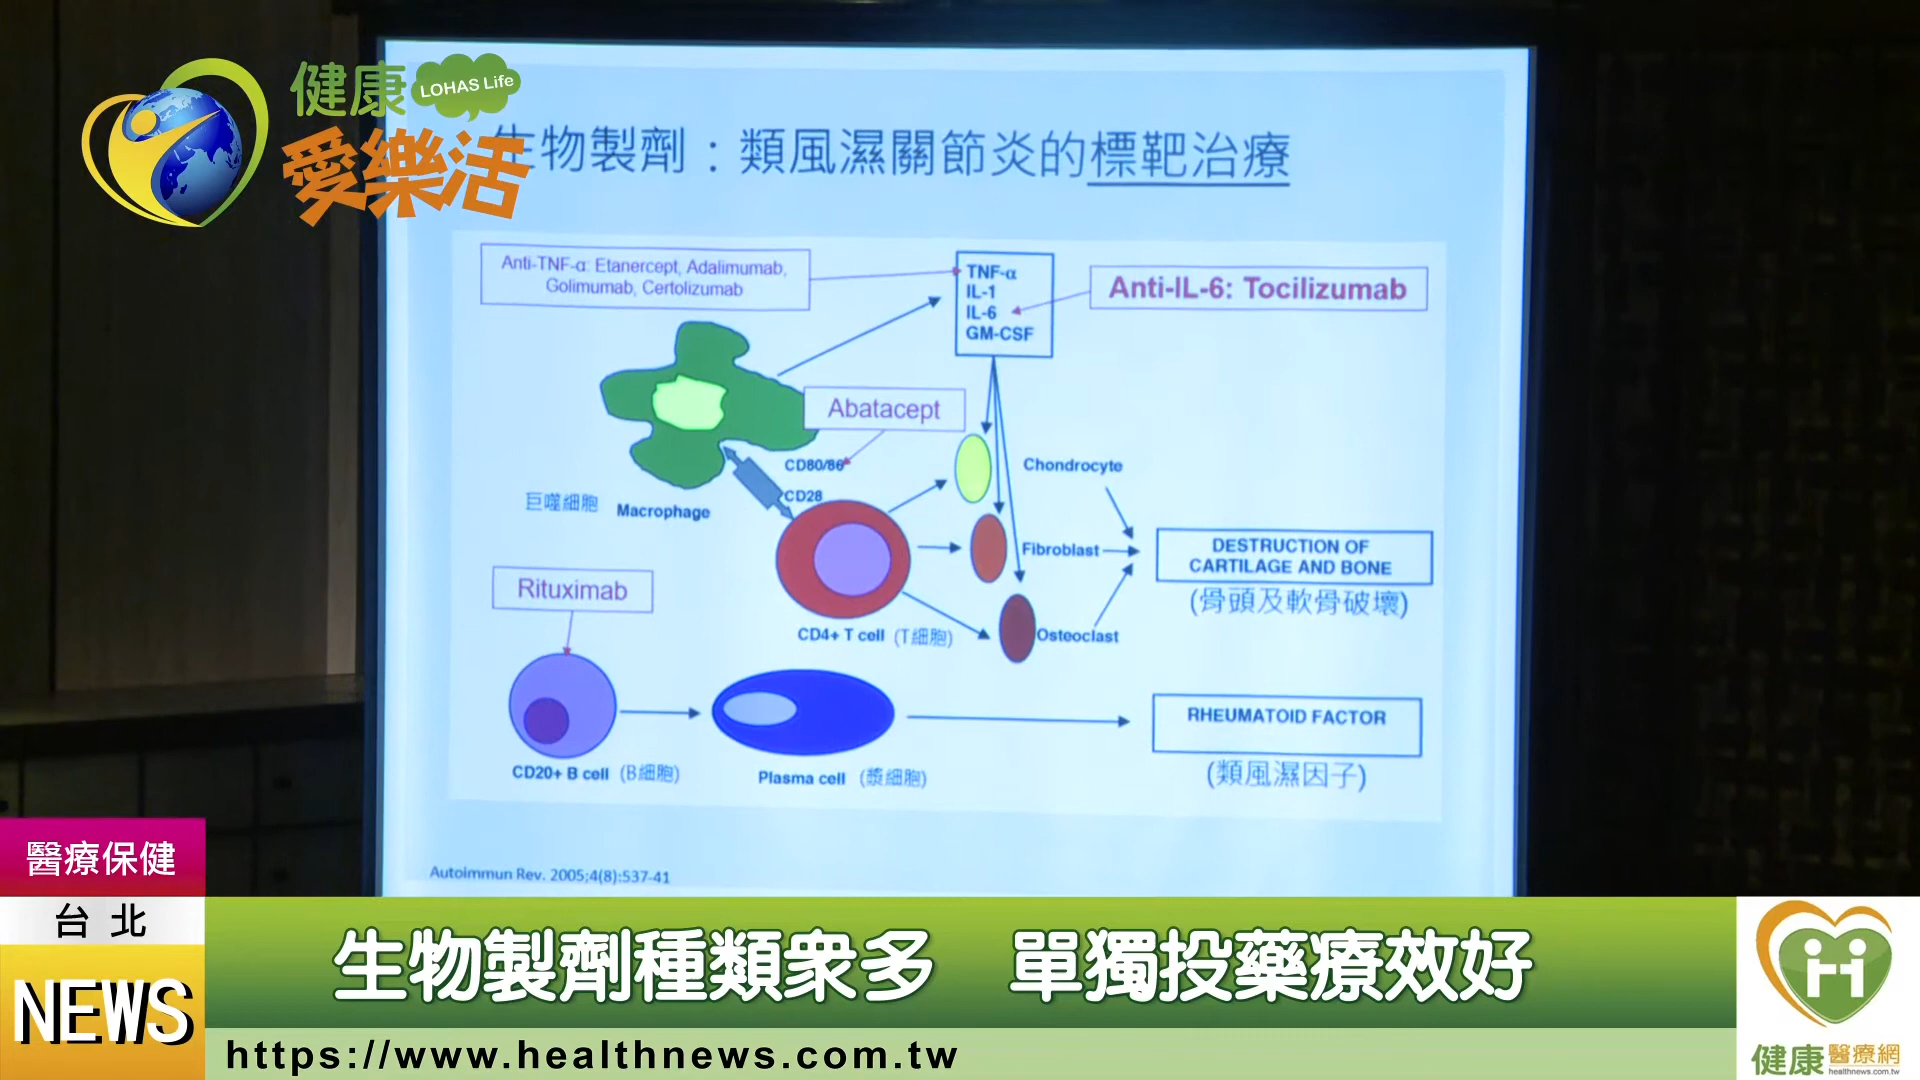 健康
LOHAS Life
愛樂活
生物製劑：類風濕關節炎的標靶治療
Anti-TNF-α: Etanercept, Adalimumab,
Golimumab, Certolizumab
TNF-α
IL-1
IL-6
GM-CSF
Anti-IL-6: Tocilizumab
Abatacept
CD80/86
CD28
巨噬細胞
Macrophage
Chondrocyte
Fibroblast
Osteoclast
DESTRUCTION OF
CARTILAGE AND BONE
(骨頭及軟骨破壞)
Rituximab
CD4+ T cell (T細胞)
CD20+ B cell (B細胞)
Plasma cell (漿細胞)
RHEUMATOID FACTOR
(類風濕因子)
Autoimmun Rev. 2005;4(8):537-41
醫療保健
台北
NEWS
生物製劑種類眾多 單獨投藥療效好
https://www.healthnews.com.tw
健康醫療網
healthnews.com.tw